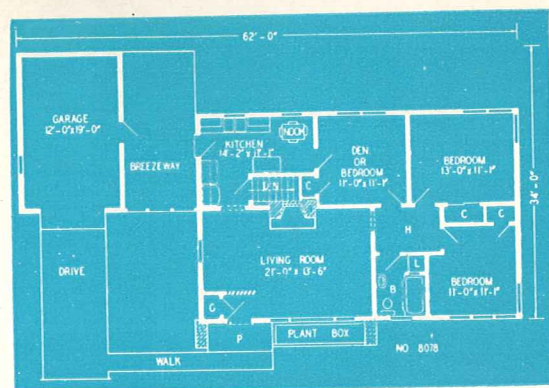 62'-0"
GARAGE
12'-0"x19'-0"
BREEZEWAY
KITCHEN
14'-2" x 11'-1"
NOOK
DEN
OR
BEDROOM
11'-0"x11'-1"
BEDROOM
13'-0" x 11'-1"
34'-0"
C
C
C
H
LIVING ROOM
21'-0" x 13'-6"
L
B
BEDROOM
11'-0" x 11'-1"
DRIVE
P
PLANT BOX
NO 8078
WALK